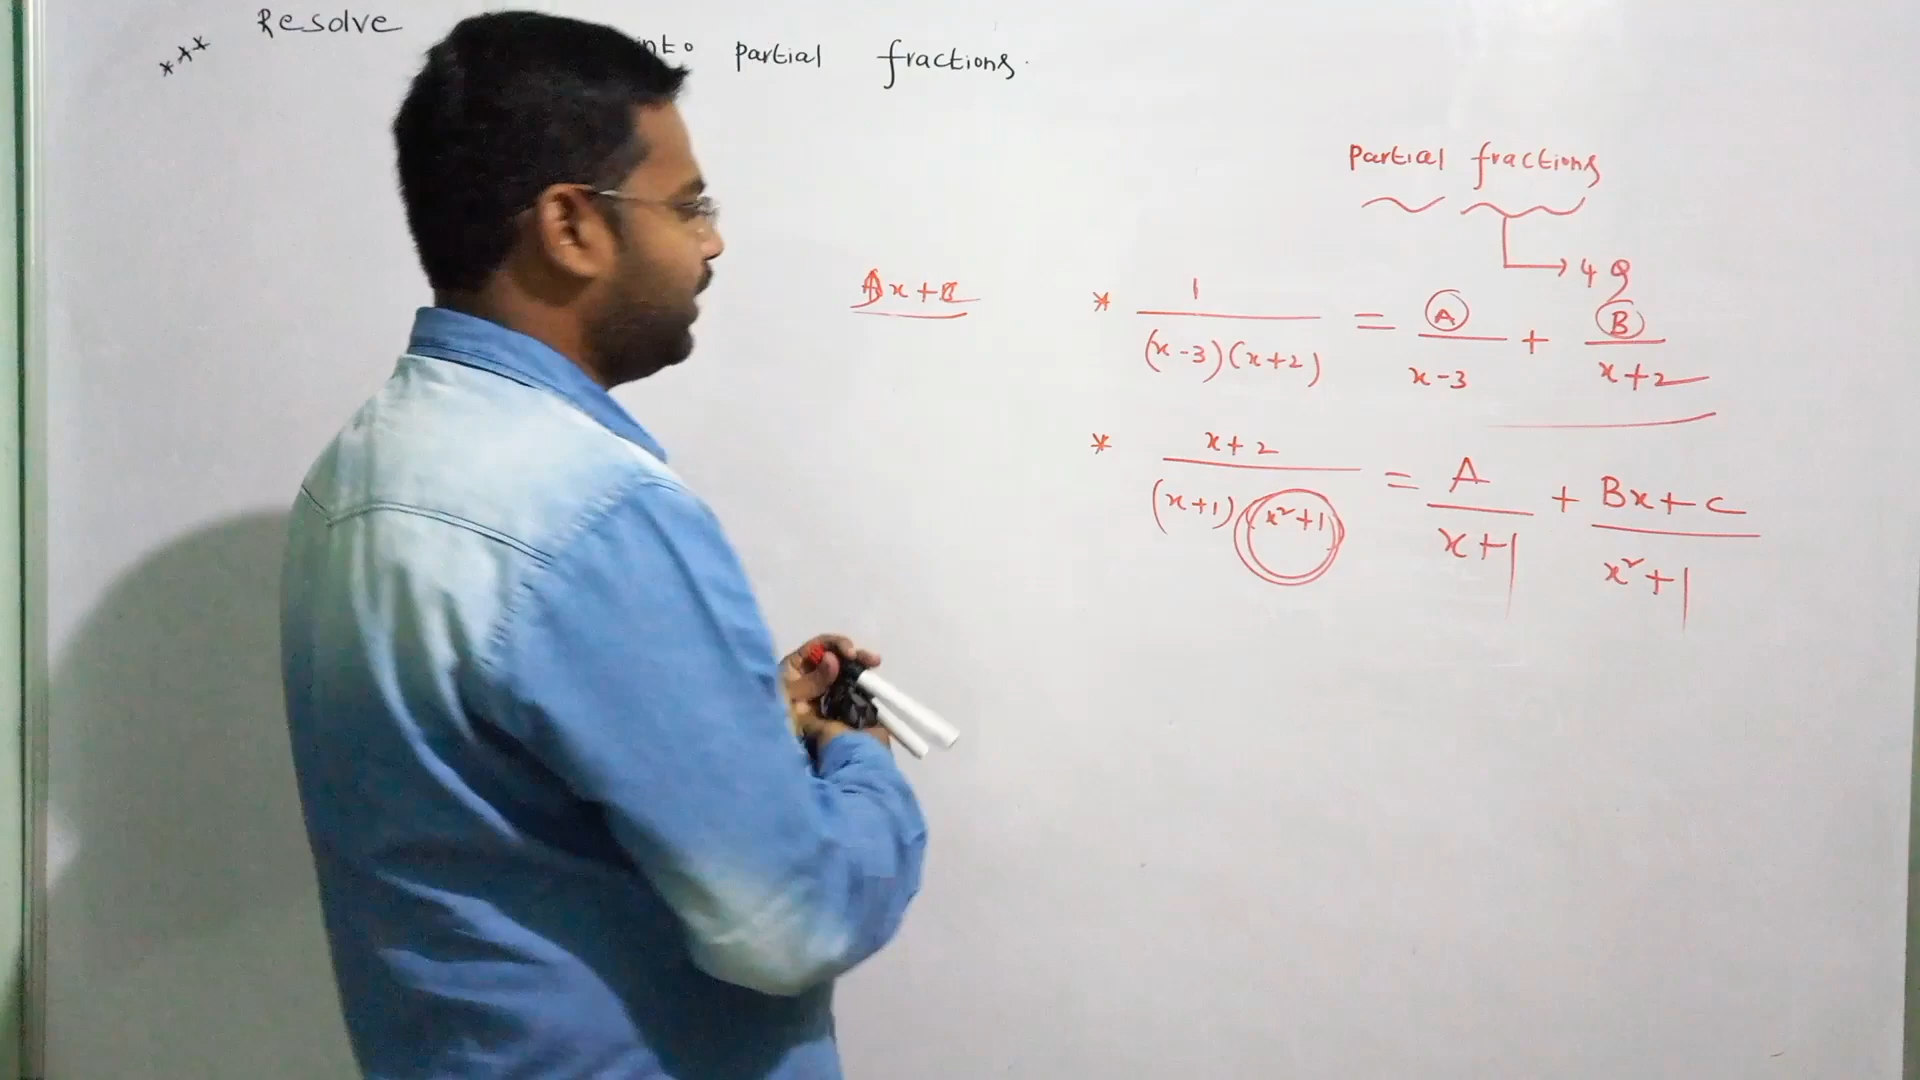 *** Resolve into partial fractions.
partial fractions
→ 4 Q
Ax+B
* 1/((x-3)(x+2)) = A/(x-3) + B/(x+2)
* (x+2)/((x+1)(x²+1)) = A/(x+1) + (Bx+C)/(x²+1)